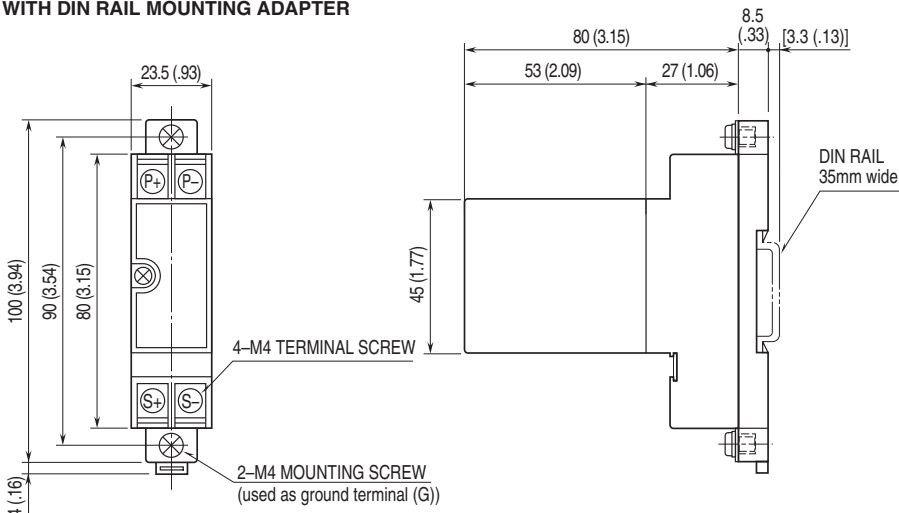 WITH DIN RAIL MOUNTING ADAPTER
23.5 (.93)
80 (3.15)
8.5
(.33)
[3.3 (.13)]
53 (2.09)
27 (1.06)
P+
P–
DIN RAIL
35mm wide
100 (3.94)
90 (3.54)
80 (3.15)
45 (1.77)
4–M4 TERMINAL SCREW
S+
S–
2–M4 MOUNTING SCREW
(used as ground terminal (G))
4 (.16)